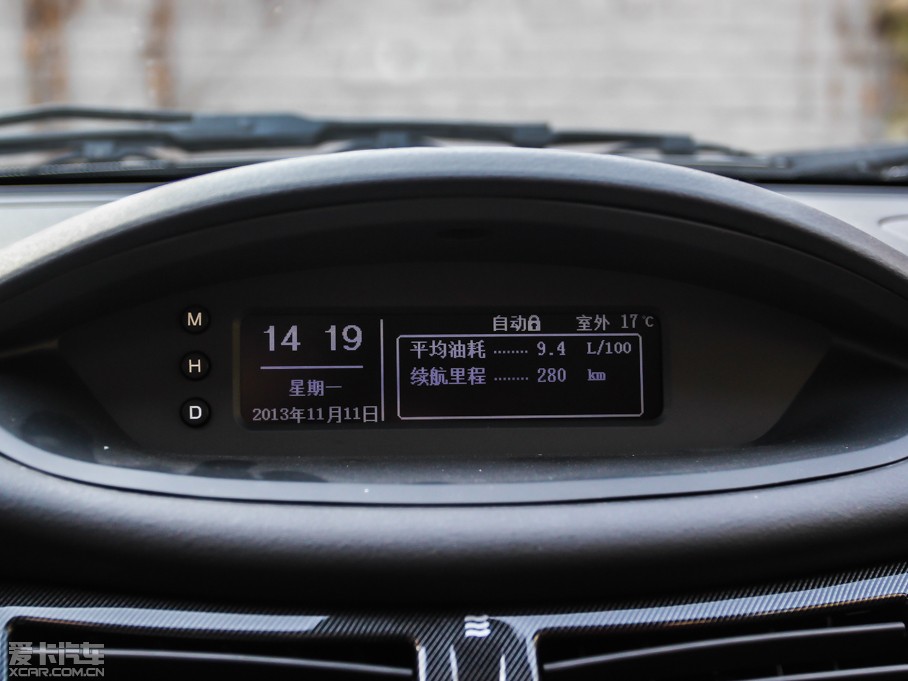 M
H
D
14 19
星期一
2013年11月11日
自动 室外 17℃
平均油耗 ........ 9.4 L/100
续航里程 ........ 280 km
爱卡汽车
XCAR.COM.CN